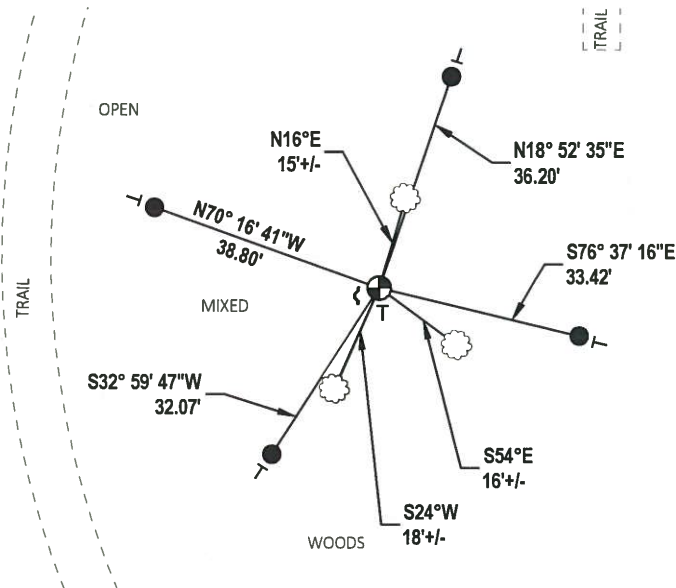 TRAIL
OPEN
N16°E
15'+/-
N18° 52' 35"E
36.20'
N70° 16' 41"W
38.80'
S76° 37' 16"E
33.42'
TRAIL
MIXED
T
S32° 59' 47"W
32.07'
S54°E
16'+/-
S24°W
18'+/-
WOODS